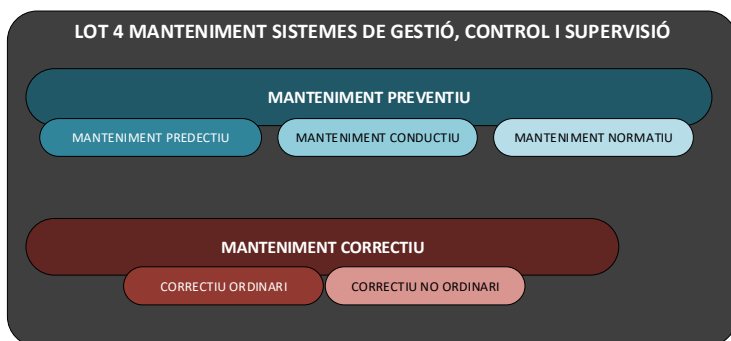 LOT 4 MANTENIMENT SISTEMES DE GESTIÓ, CONTROL I SUPERVISIÓ
MANTENIMENT PREVENTIU
MANTENIMENT PREDECTIU
MANTENIMENT CONDUCTIU
MANTENIMENT NORMATIU
MANTENIMENT CORRECTIU
CORRECTIU ORDINARI
CORRECTIU NO ORDINARI